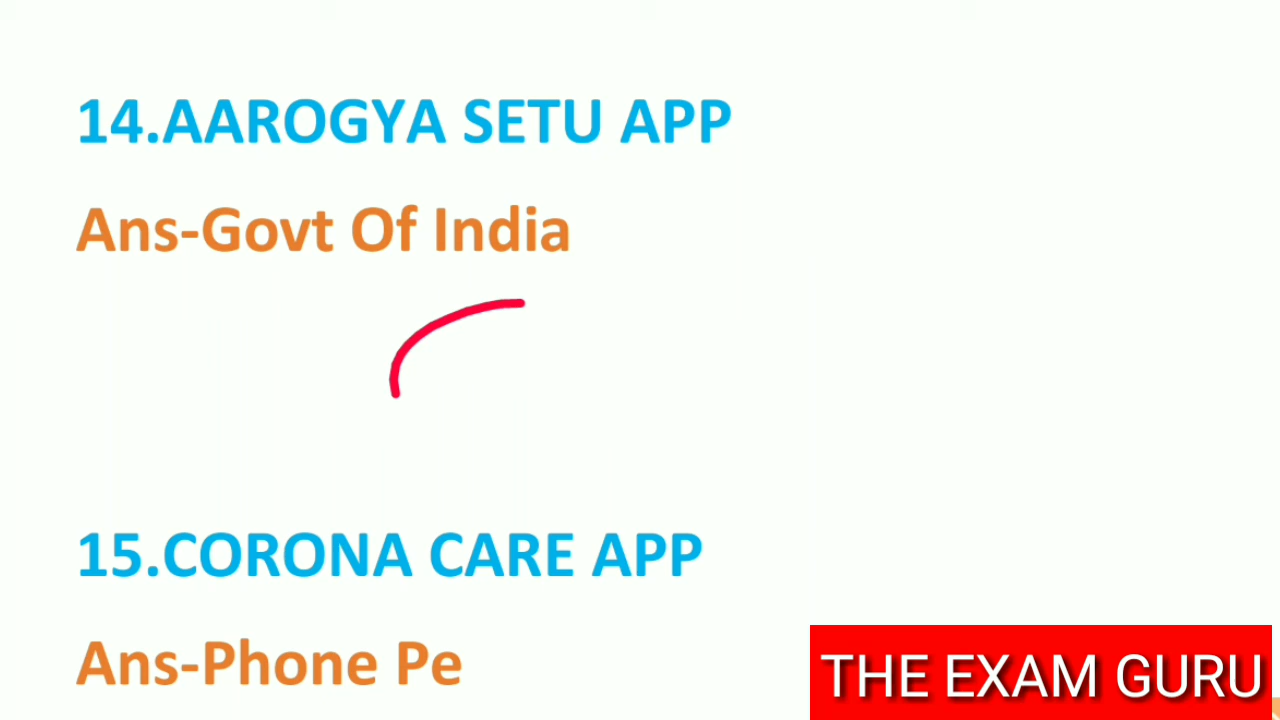 14.AAROGYA SETU APP
Ans-Govt Of India
15.CORONA CARE APP
Ans-Phone Pe
THE EXAM GURU